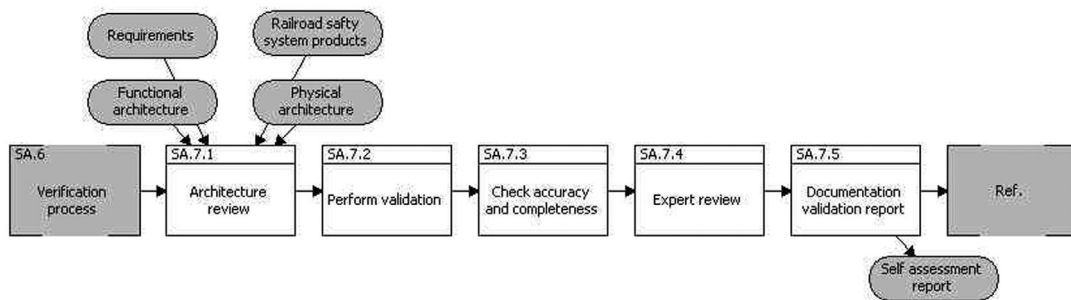 Requirements
Railroad safty
system products
Functional
architecture
Physical
architecture
SA.6
Verification
process
SA.7.1
Architecture
review
SA.7.2
Perform validation
SA.7.3
Check accuracy
and completeness
SA.7.4
Expert review
SA.7.5
Documentation
validation report
Ref.
Self assessment
report